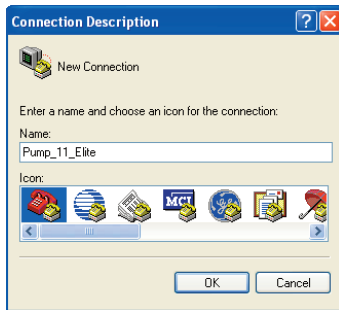 Connection Description
New Connection
Enter a name and choose an icon for the connection:
Name:
Pump_11_Elite
Icon:
MCI
OK
Cancel